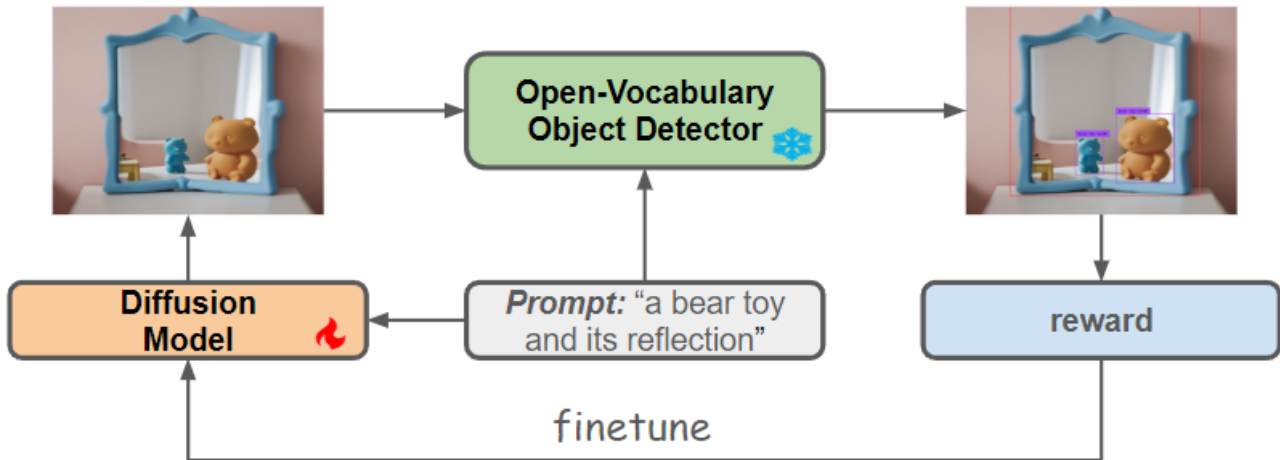 Open-Vocabulary
Object Detector
Diffusion
Model
Prompt: “a bear toy
and its reflection”
reward
finetune